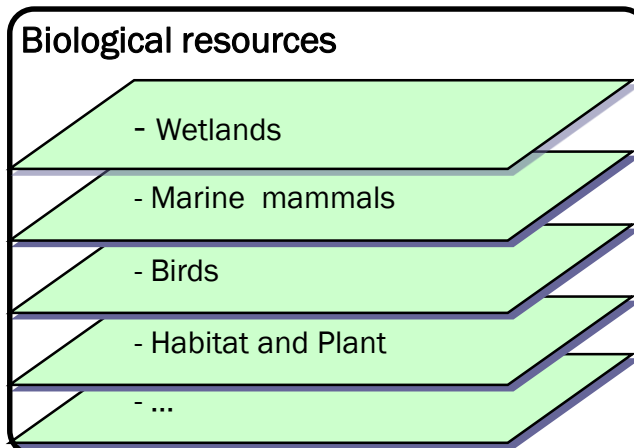 Biological resources
- Wetlands
- Marine mammals
- Birds
- Habitat and Plant
- ...